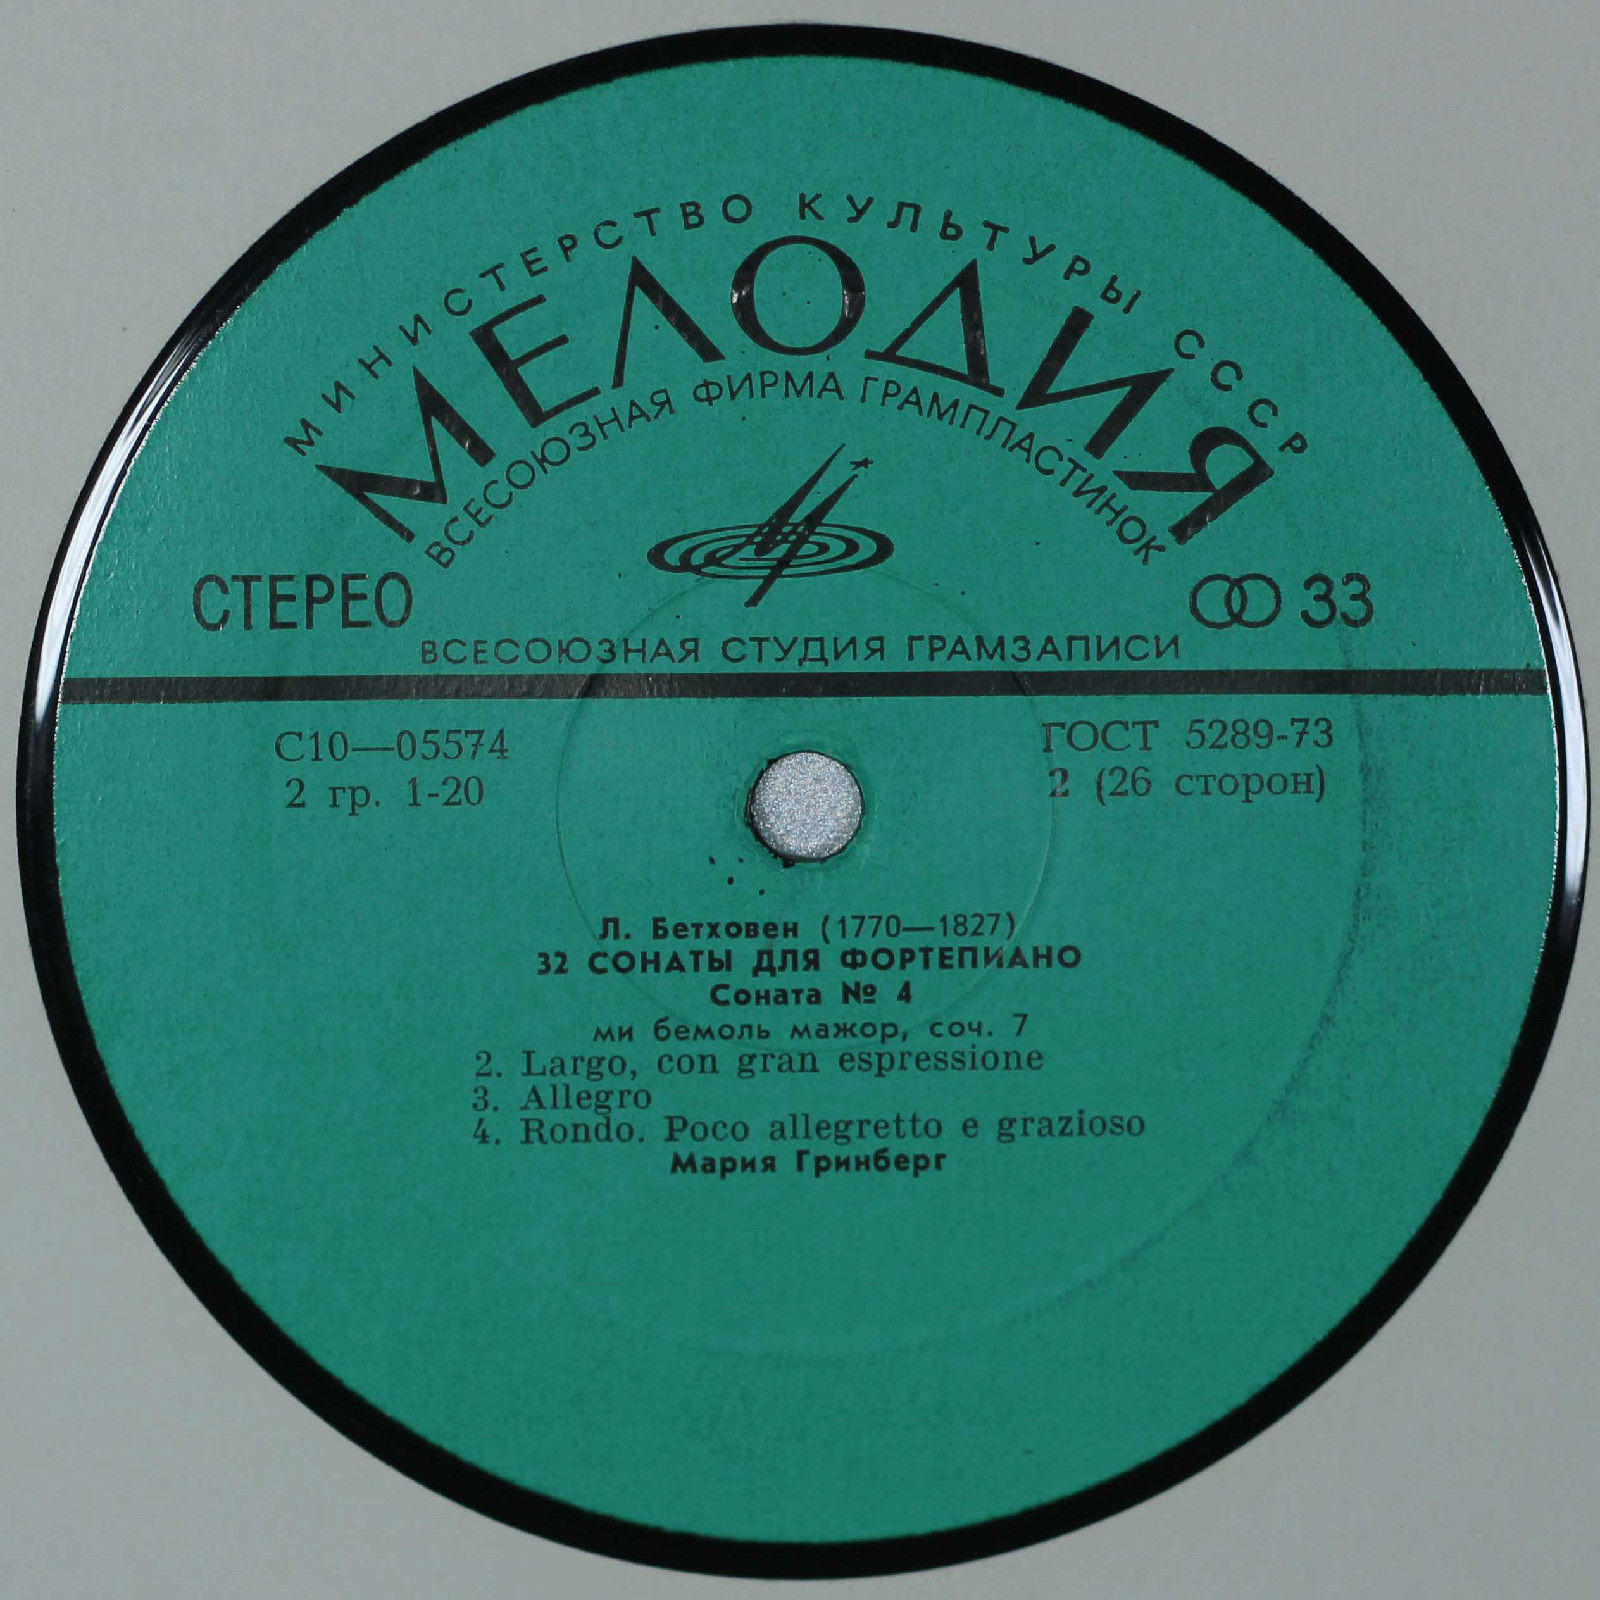 МИНИСТЕРСТВО КУЛЬТУРЫ СССР
МЕЛОДИЯ
ВСЕСОЮЗНАЯ ФИРМА ГРАМПЛАСТИНОК
СТЕРЕО
33
ВСЕСОЮЗНАЯ СТУДИЯ ГРАМЗАПИСИ
С10—05574
ГОСТ 5289-73
2 гр. 1-20
2 (26 сторон)
Л. Бетховен (1770—1827)
32 СОНАТЫ ДЛЯ ФОРТЕПИАНО
Соната № 4
ми бемоль мажор, соч. 7
2. Largo, con gran espressione
3. Allegro
4. Rondo. Poco allegretto e grazioso
Мария Гринберг